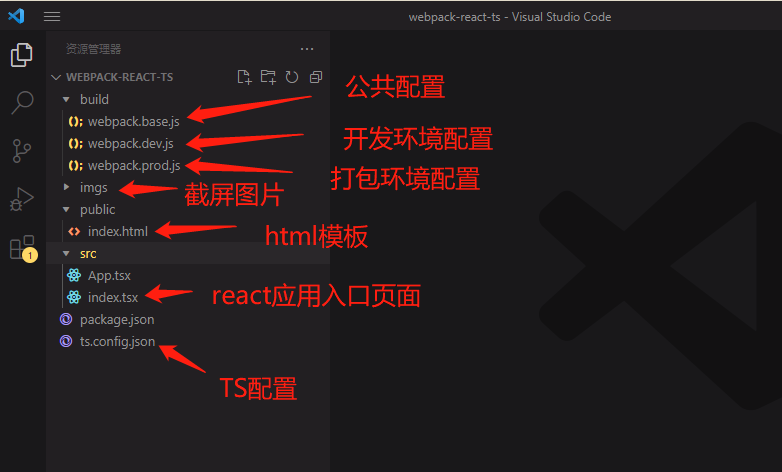 webpack-react-ts - Visual Studio Code
资源管理器
WEBPACK-REACT-TS
build
webpack.base.js
公共配置
webpack.dev.js
开发环境配置
webpack.prod.js
打包环境配置
imgs
截屏图片
public
index.html
html模板
src
App.tsx
index.tsx
react应用入口页面
package.json
ts.config.json
TS配置
1